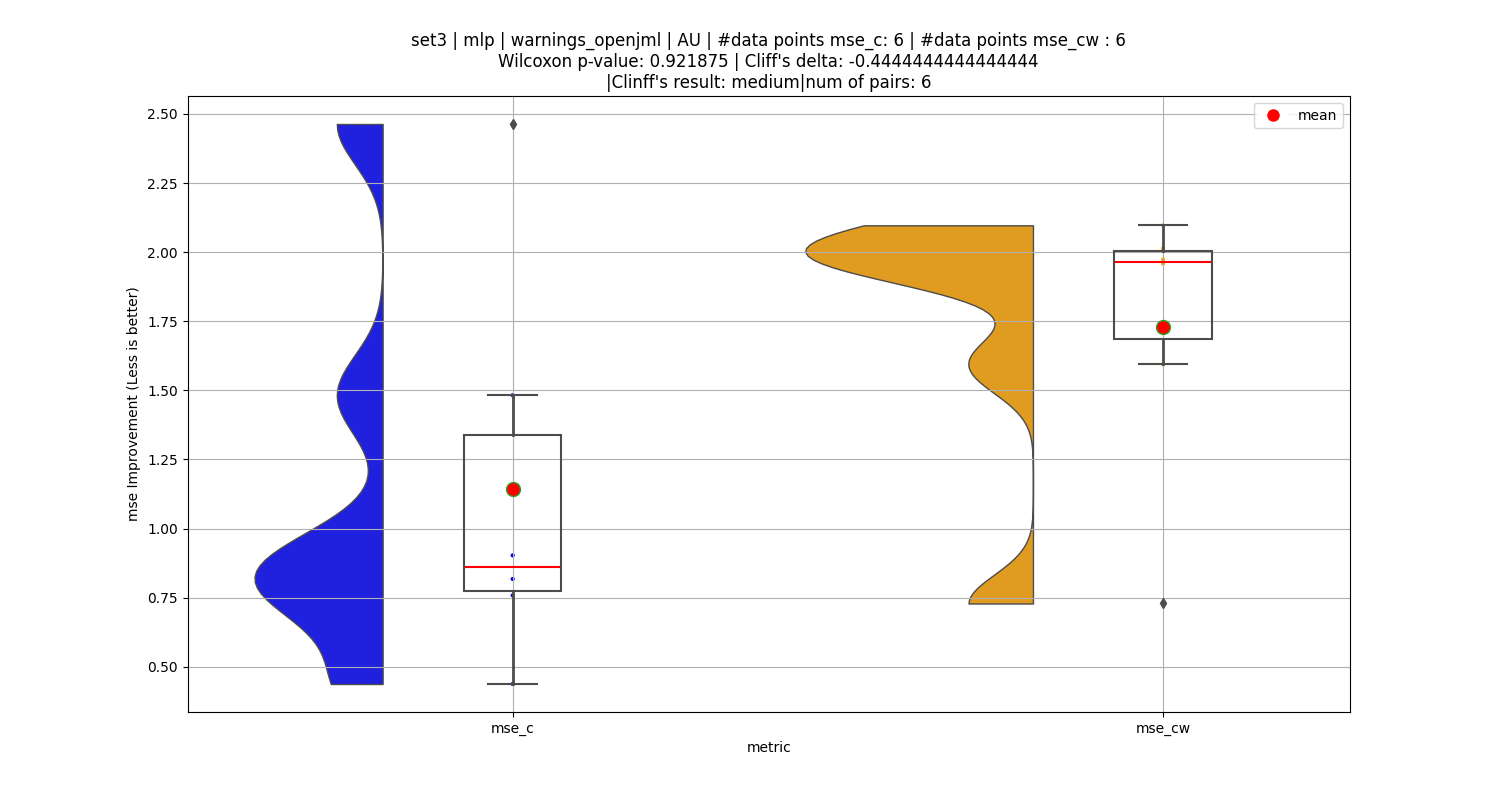 set3 | mlp | warnings_openjml | AU | #data points mse_c: 6 | #data points mse_cw : 6
Wilcoxon p-value: 0.921875 | Cliff's delta: -0.4444444444444444
|Clinff's result: medium|num of pairs: 6
mean
mse Improvement (Less is better)
2.50
2.25
2.00
1.75
1.50
1.25
1.00
0.75
0.50
mse_c
mse_cw
metric